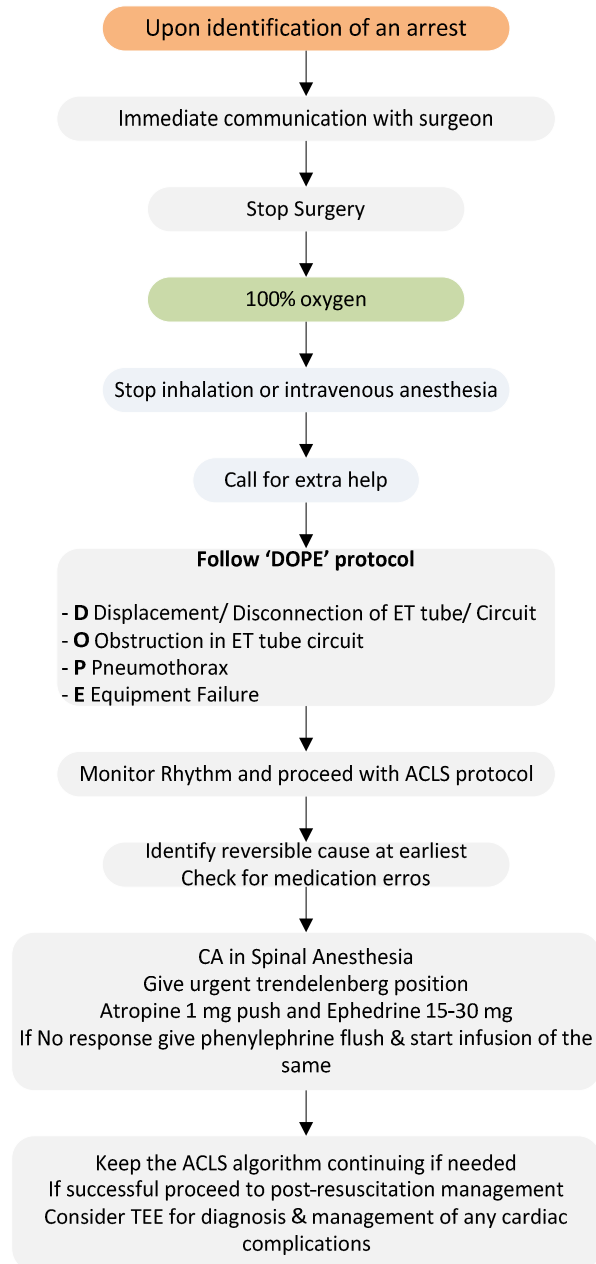 Upon identification of an arrest
Immediate communication with surgeon
Stop Surgery
100% oxygen
Stop inhalation or intravenous anesthesia
Call for extra help
Follow ‘DOPE’ protocol
- D Displacement/ Disconnection of ET tube/ Circuit
- O Obstruction in ET tube circuit
- P Pneumothorax
- E Equipment Failure
Monitor Rhythm and proceed with ACLS protocol
Identify reversible cause at earliest
Check for medication erros
CA in Spinal Anesthesia
Give urgent trendelenberg position
Atropine 1 mg push and Ephedrine 15-30 mg
If No response give phenylephrine flush & start infusion of the
same
Keep the ACLS algorithm continuing if needed
If successful proceed to post-resuscitation management
Consider TEE for diagnosis & management of any cardiac
complications